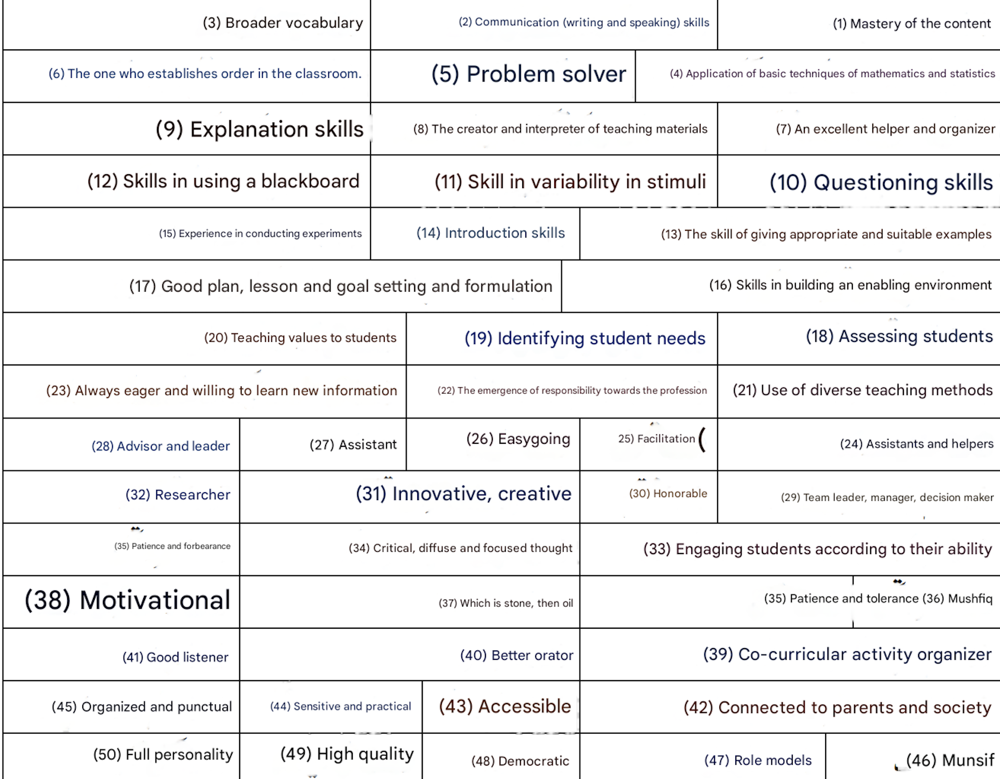 (3) Broader vocabulary (2) Communication (writing and speaking) skills (1) Mastery of the content
(6) The one who establishes order in the classroom. (5) Problem solver (4) Application of basic techniques of mathematics and statistics
(9) Explanation skills (8) The creator and interpreter of teaching materials (7) An excellent helper and organizer
(12) Skills in using a blackboard (11) Skill in variability in stimuli (10) Questioning skills
(15) Experience in conducting experiments (14) Introduction skills (13) The skill of giving appropriate and suitable examples
(17) Good plan, lesson and goal setting and formulation (16) Skills in building an enabling environment
(20) Teaching values to students (19) Identifying student needs (18) Assessing students
(23) Always eager and willing to learn new information (22) The emergence of responsibility towards the profession (21) Use of diverse teaching methods
(28) Advisor and leader (27) Assistant (26) Easygoing 25) Facilitation ( (24) Assistants and helpers
(32) Researcher (31) Innovative, creative (30) Honorable (29) Team leader, manager, decision maker
(35) Patience and forbearance (34) Critical, diffuse and focused thought (33) Engaging students according to their ability
(38) Motivational (37) Which is stone, then oil (35) Patience and tolerance (36) Mushfiq
(41) Good listener (40) Better orator (39) Co-curricular activity organizer
(45) Organized and punctual (44) Sensitive and practical (43) Accessible (42) Connected to parents and society
(50) Full personality (49) High quality (48) Democratic (47) Role models (46) Munsif